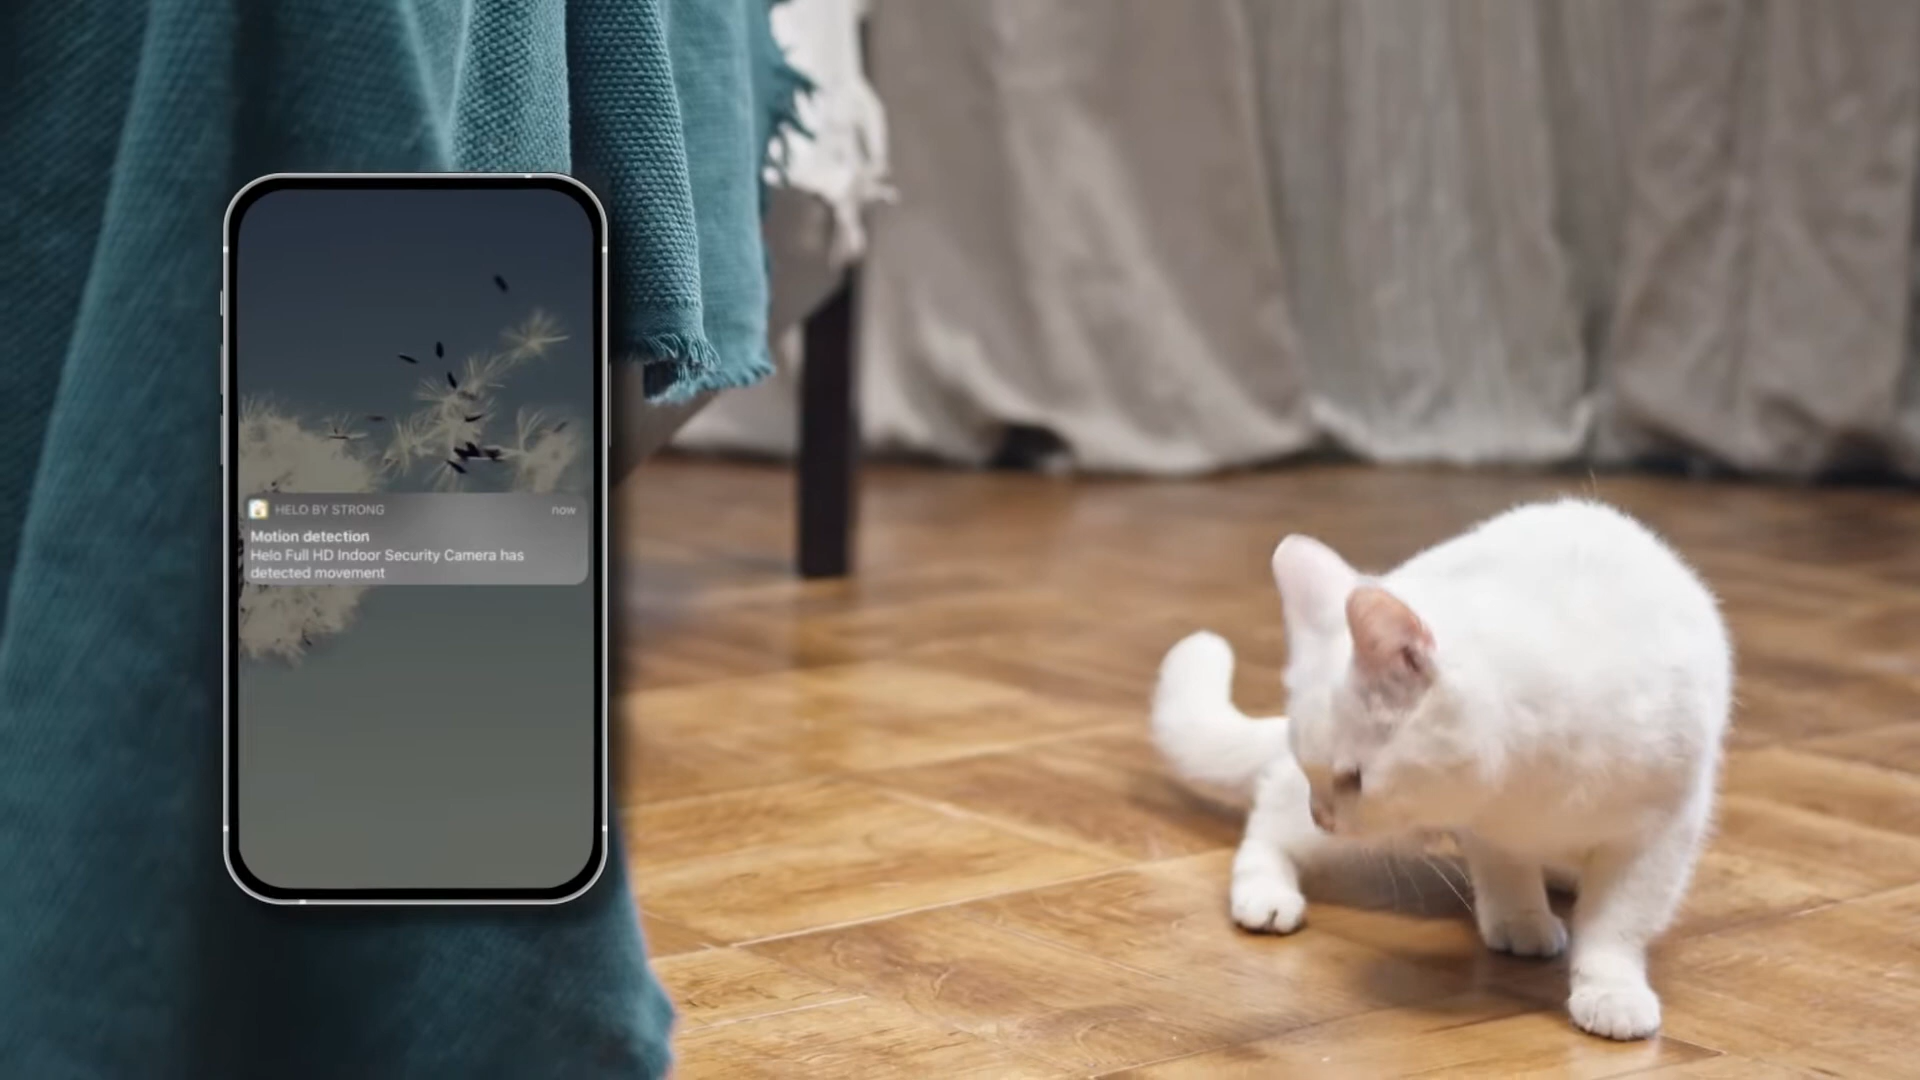 HELO BY STRONG now
Motion detection
Helo Full HD Indoor Security Camera has
detected movement